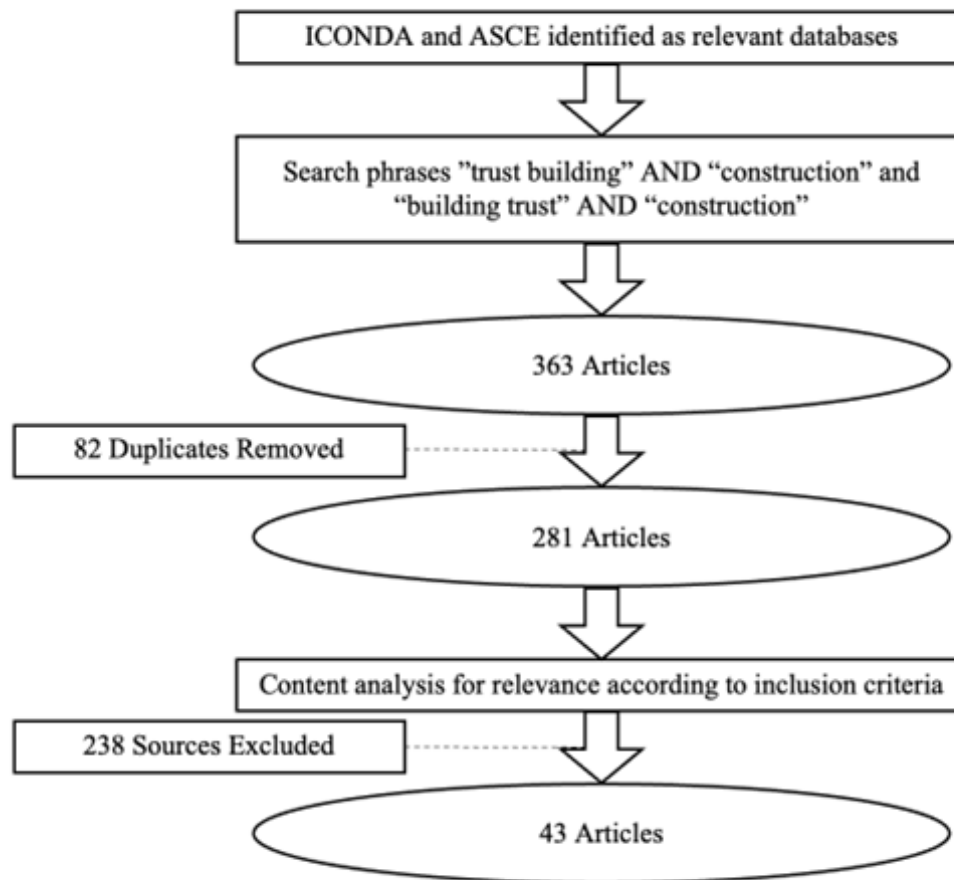 ICONDA and ASCE identified as relevant databases
Search phrases ”trust building” AND “construction” and
“building trust” AND “construction”
363 Articles
82 Duplicates Removed
281 Articles
Content analysis for relevance according to inclusion criteria
238 Sources Excluded
43 Articles